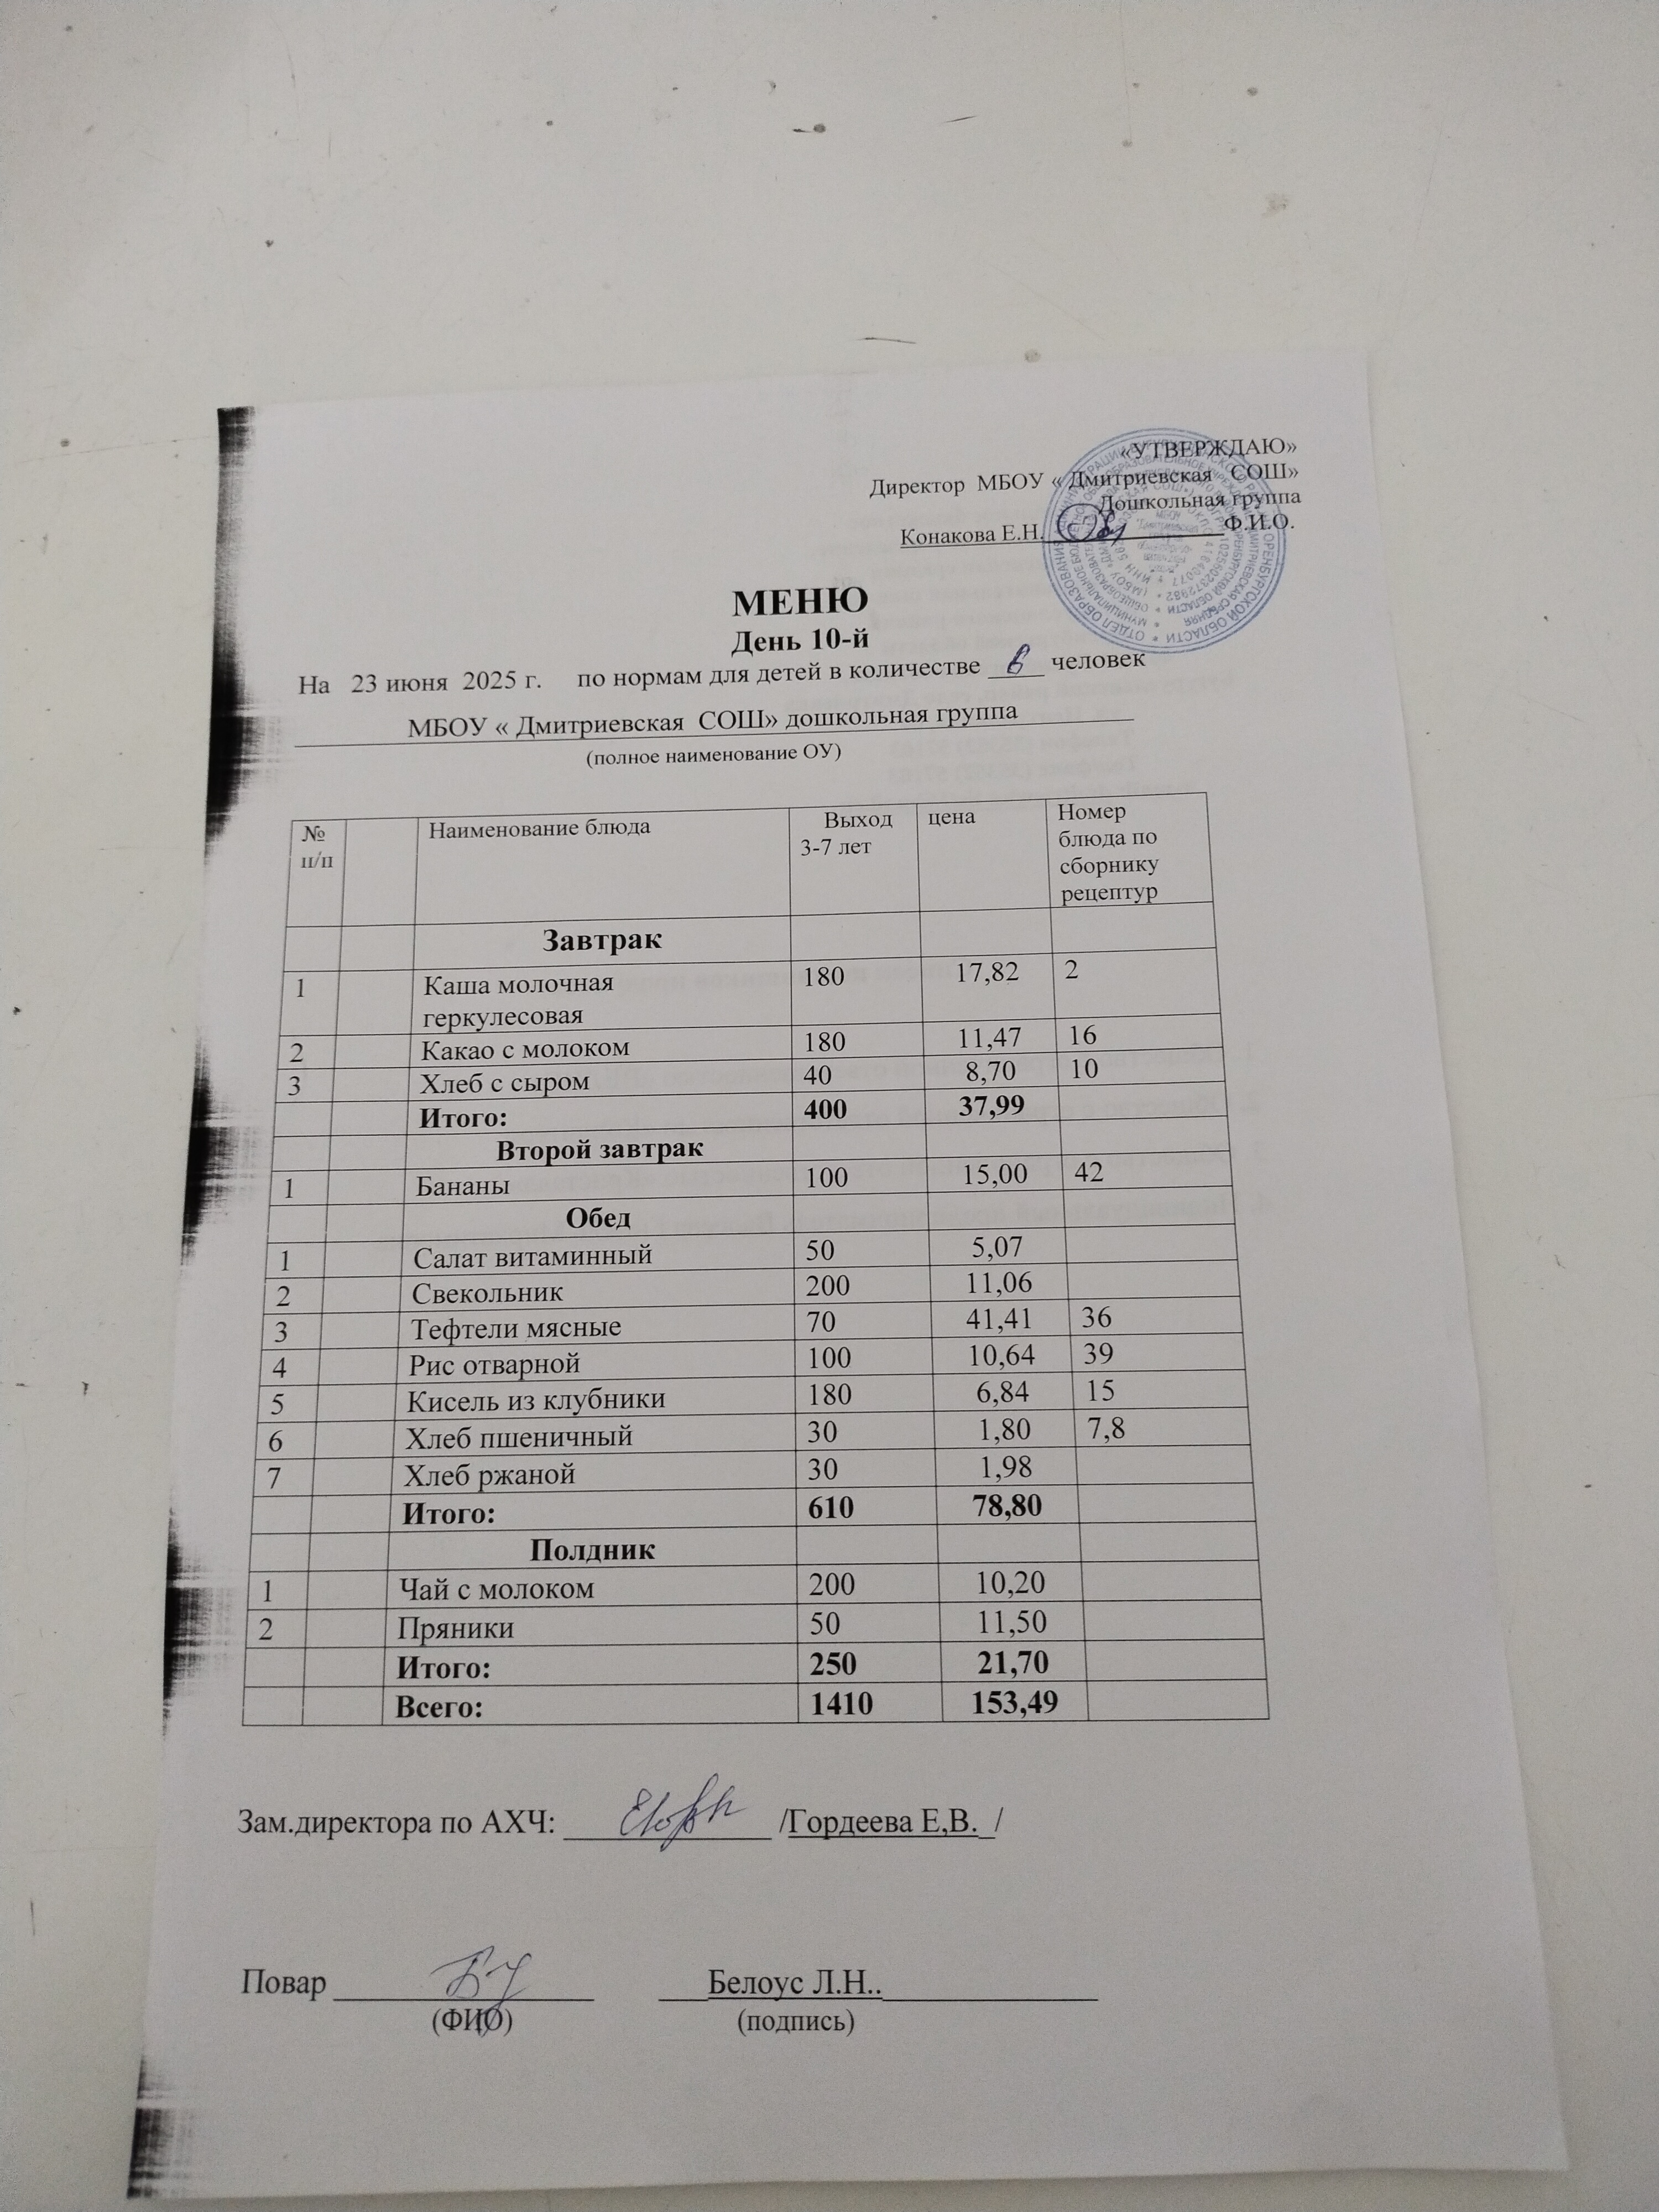 «УТВЕРЖДАЮ»
Директор МБОУ « Дмитриевская СОШ»
Дошкольная группа
Конакова Е.Н. Ф.И.О.
МЕНЮ
День 10-й
На 23 июня 2025 г. по нормам для детей в количестве человек
МБОУ « Дмитриевская СОШ» дошкольная группа
(полное наименование ОУ)
№ п/п Наименование блюда Выход 3-7 лет цена Номер блюда по сборнику рецептур
Завтрак
1 Каша молочная геркулесовая 180 17,82 2
2 Какао с молоком 180 11,47 16
3 Хлеб с сыром 40 8,70 10
Итого: 400 37,99
Второй завтрак
1 Бананы 100 15,00 42
Обед
1 Салат витаминный 50 5,07
2 Свекольник 200 11,06
3 Тефтели мясные 70 41,41 36
4 Рис отварной 100 10,64 39
5 Кисель из клубники 180 6,84 15
6 Хлеб пшеничный 30 1,80 7,8
7 Хлеб ржаной 30 1,98
Итого: 610 78,80
Полдник
1 Чай с молоком 200 10,20
2 Пряники 50 11,50
Итого: 250 21,70
Всего: 1410 153,49
Зам.директора по АХЧ: /Гордеева Е,В. /
Повар Белоус Л.Н..
(ФИО) (подпись)